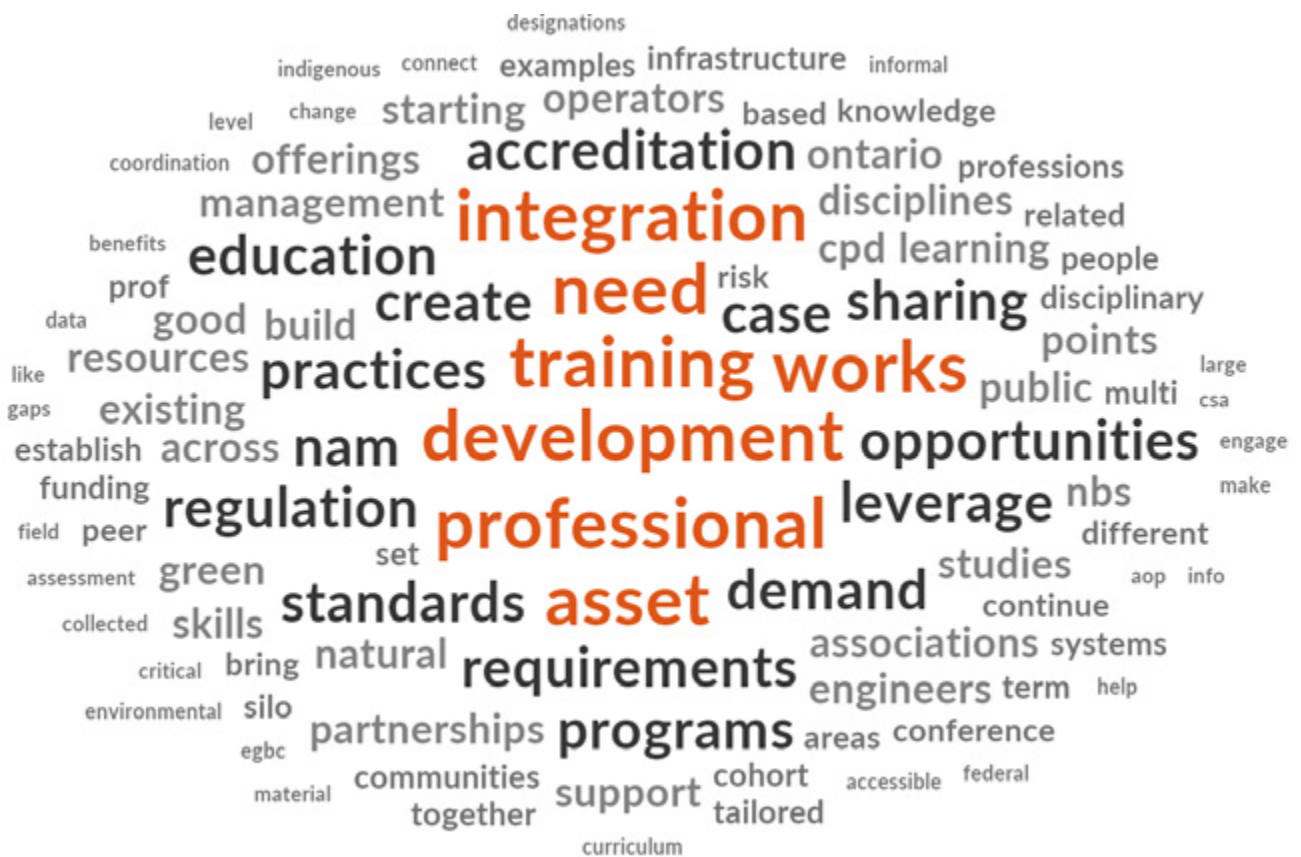 designations
indigenous connect examples infrastructure informal
level change starting operators based knowledge
coordination offerings accreditation ontario professions
management integration disciplines related
benefits education cpd learning people
prof create need risk case sharing disciplinary
data good build points
like resources practices training works public multi large
gaps existing csa
establish across nam development opportunities engage
funding regulation leverage nbs make
field peer professional different
set
assessment green studies aop info
collected skills standards asset demand continue
critical bring natural requirements associations systems
environmental silo engineers term help
egbc partnerships programs areas conference
material communities support cohort accessible federal
together tailored
curriculum